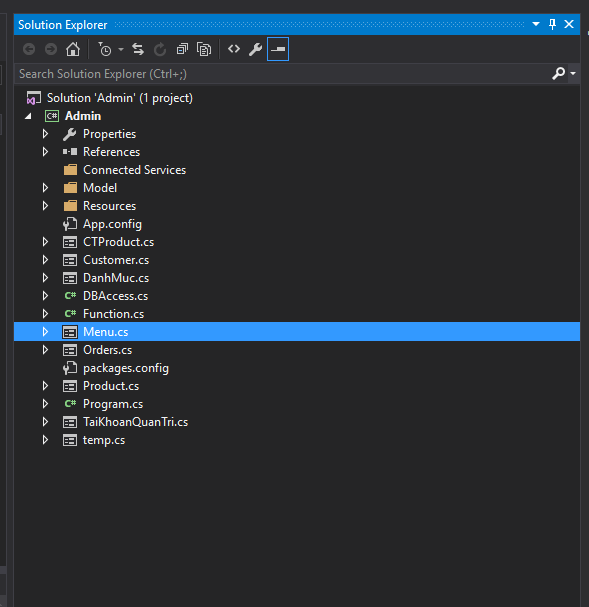 Solution Explorer
Search Solution Explorer (Ctrl+;)
Solution 'Admin' (1 project)
C# Admin
Properties
References
Connected Services
Model
Resources
App.config
CTProduct.cs
Customer.cs
DanhMuc.cs
C# DBAccess.cs
C# Function.cs
Menu.cs
Orders.cs
packages.config
Product.cs
C# Program.cs
TaiKhoanQuanTri.cs
temp.cs